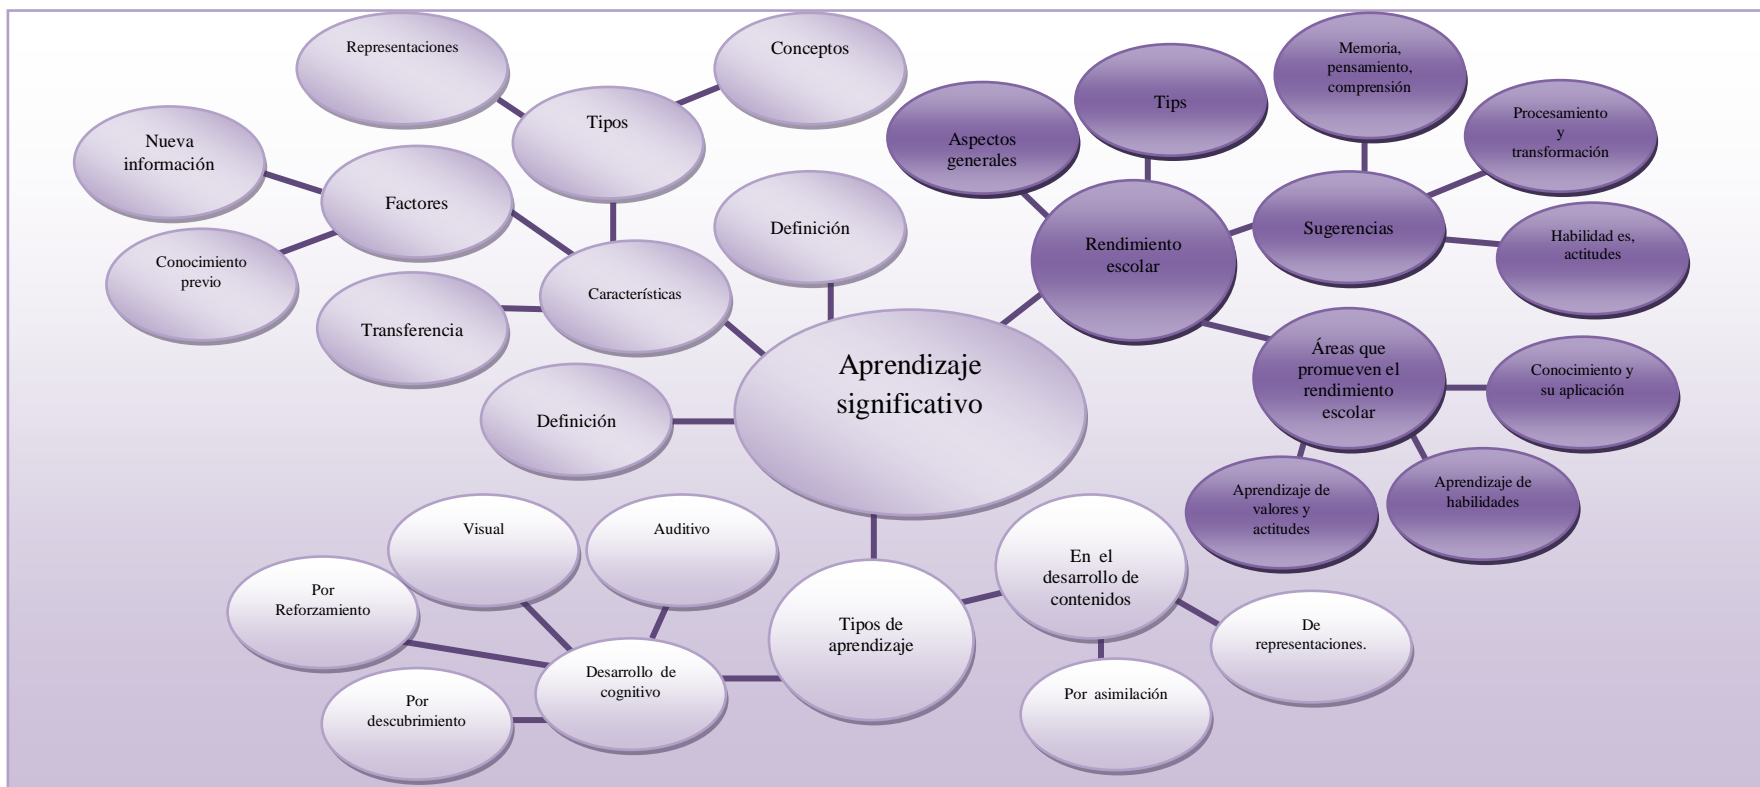 Representaciones
Conceptos
Tipos
Nueva
información
Factores
Conocimiento
previo
Transferencia
Características
Definición
Definición
Aprendizaje
significativo
Aspectos
generales
Tips
Memoria,
pensamiento,
comprensión
Procesamiento
y
transformación
Sugerencias
Habilidad es,
actitudes
Rendimiento
escolar
Áreas que
promueven el
rendimiento
escolar
Conocimiento y
su aplicación
Aprendizaje de
habilidades
Aprendizaje de
valores y
actitudes
Visual
Auditivo
Por
Reforzamiento
Por
descubrimiento
Desarrollo de
cognitivo
Tipos de
aprendizaje
En el
desarrollo de
contenidos
De
representaciones.
Por asimilación